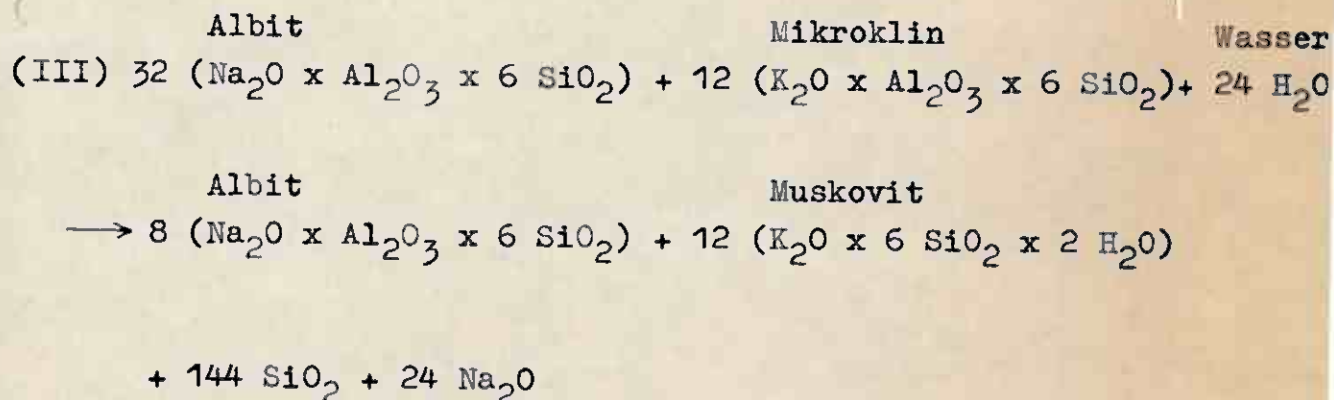 Albit Mikroklin Wasser
(III) 32 (Na₂O x Al₂O₃ x 6 SiO₂) + 12 (K₂O x Al₂O₃ x 6 SiO₂)+ 24 H₂O
Albit Muskovit
⟶ 8 (Na₂O x Al₂O₃ x 6 SiO₂) + 12 (K₂O x 6 SiO₂ x 2 H₂O)
+ 144 SiO₂ + 24 Na₂O